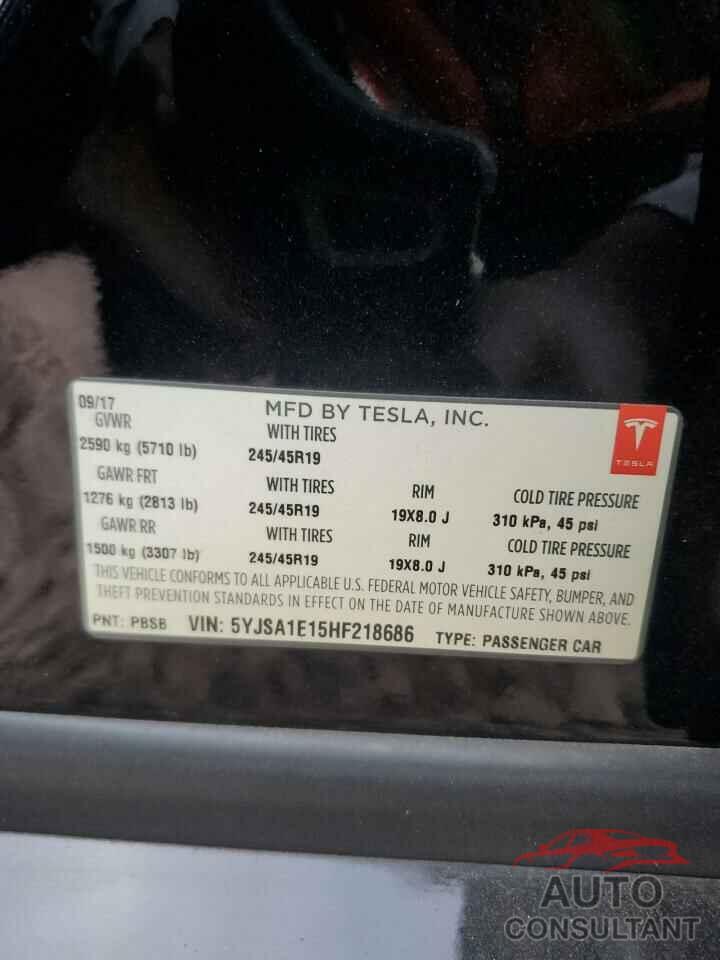 09/17
MFD BY TESLA, INC.
GVWR
WITH TIRES
2590 kg (5710 lb)
245/45R19
TESLA
GAWR FRT
WITH TIRES
RIM
COLD TIRE PRESSURE
1276 kg (2813 lb)
245/45R19
19X8.0 J
310 kPa, 45 psi
GAWR RR
WITH TIRES
RIM
COLD TIRE PRESSURE
1500 kg (3307 lb)
245/45R19
19X8.0 J
310 kPa, 45 psi
THIS VEHICLE CONFORMS TO ALL APPLICABLE U.S. FEDERAL MOTOR VEHICLE SAFETY, BUMPER, AND
THEFT PREVENTION STANDARDS IN EFFECT ON THE DATE OF MANUFACTURE SHOWN ABOVE.
PNT: PBSB VIN: 5YJSA1E15HF218686 TYPE: PASSENGER CAR
AUTO
CONSULTANT